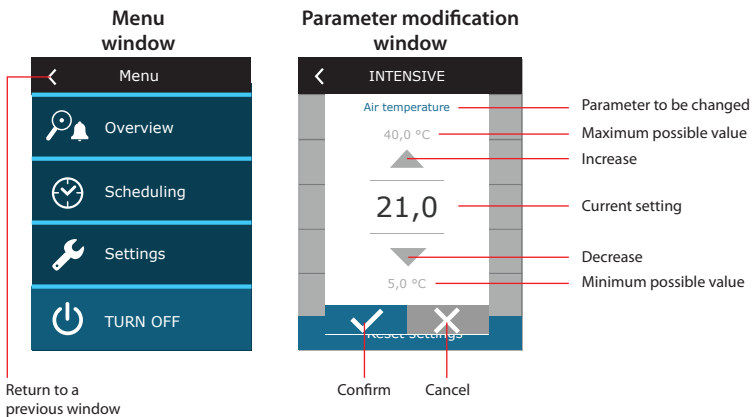 Menu
window
Menu
Overview
Scheduling
Settings
TURN OFF
Return to a
previous window
Parameter modification
window
INTENSIVE
Air temperature
40,0 °C
21,0
5,0 °C
Reset settings
Parameter to be changed
Maximum possible value
Increase
Current setting
Decrease
Minimum possible value
Confirm
Cancel